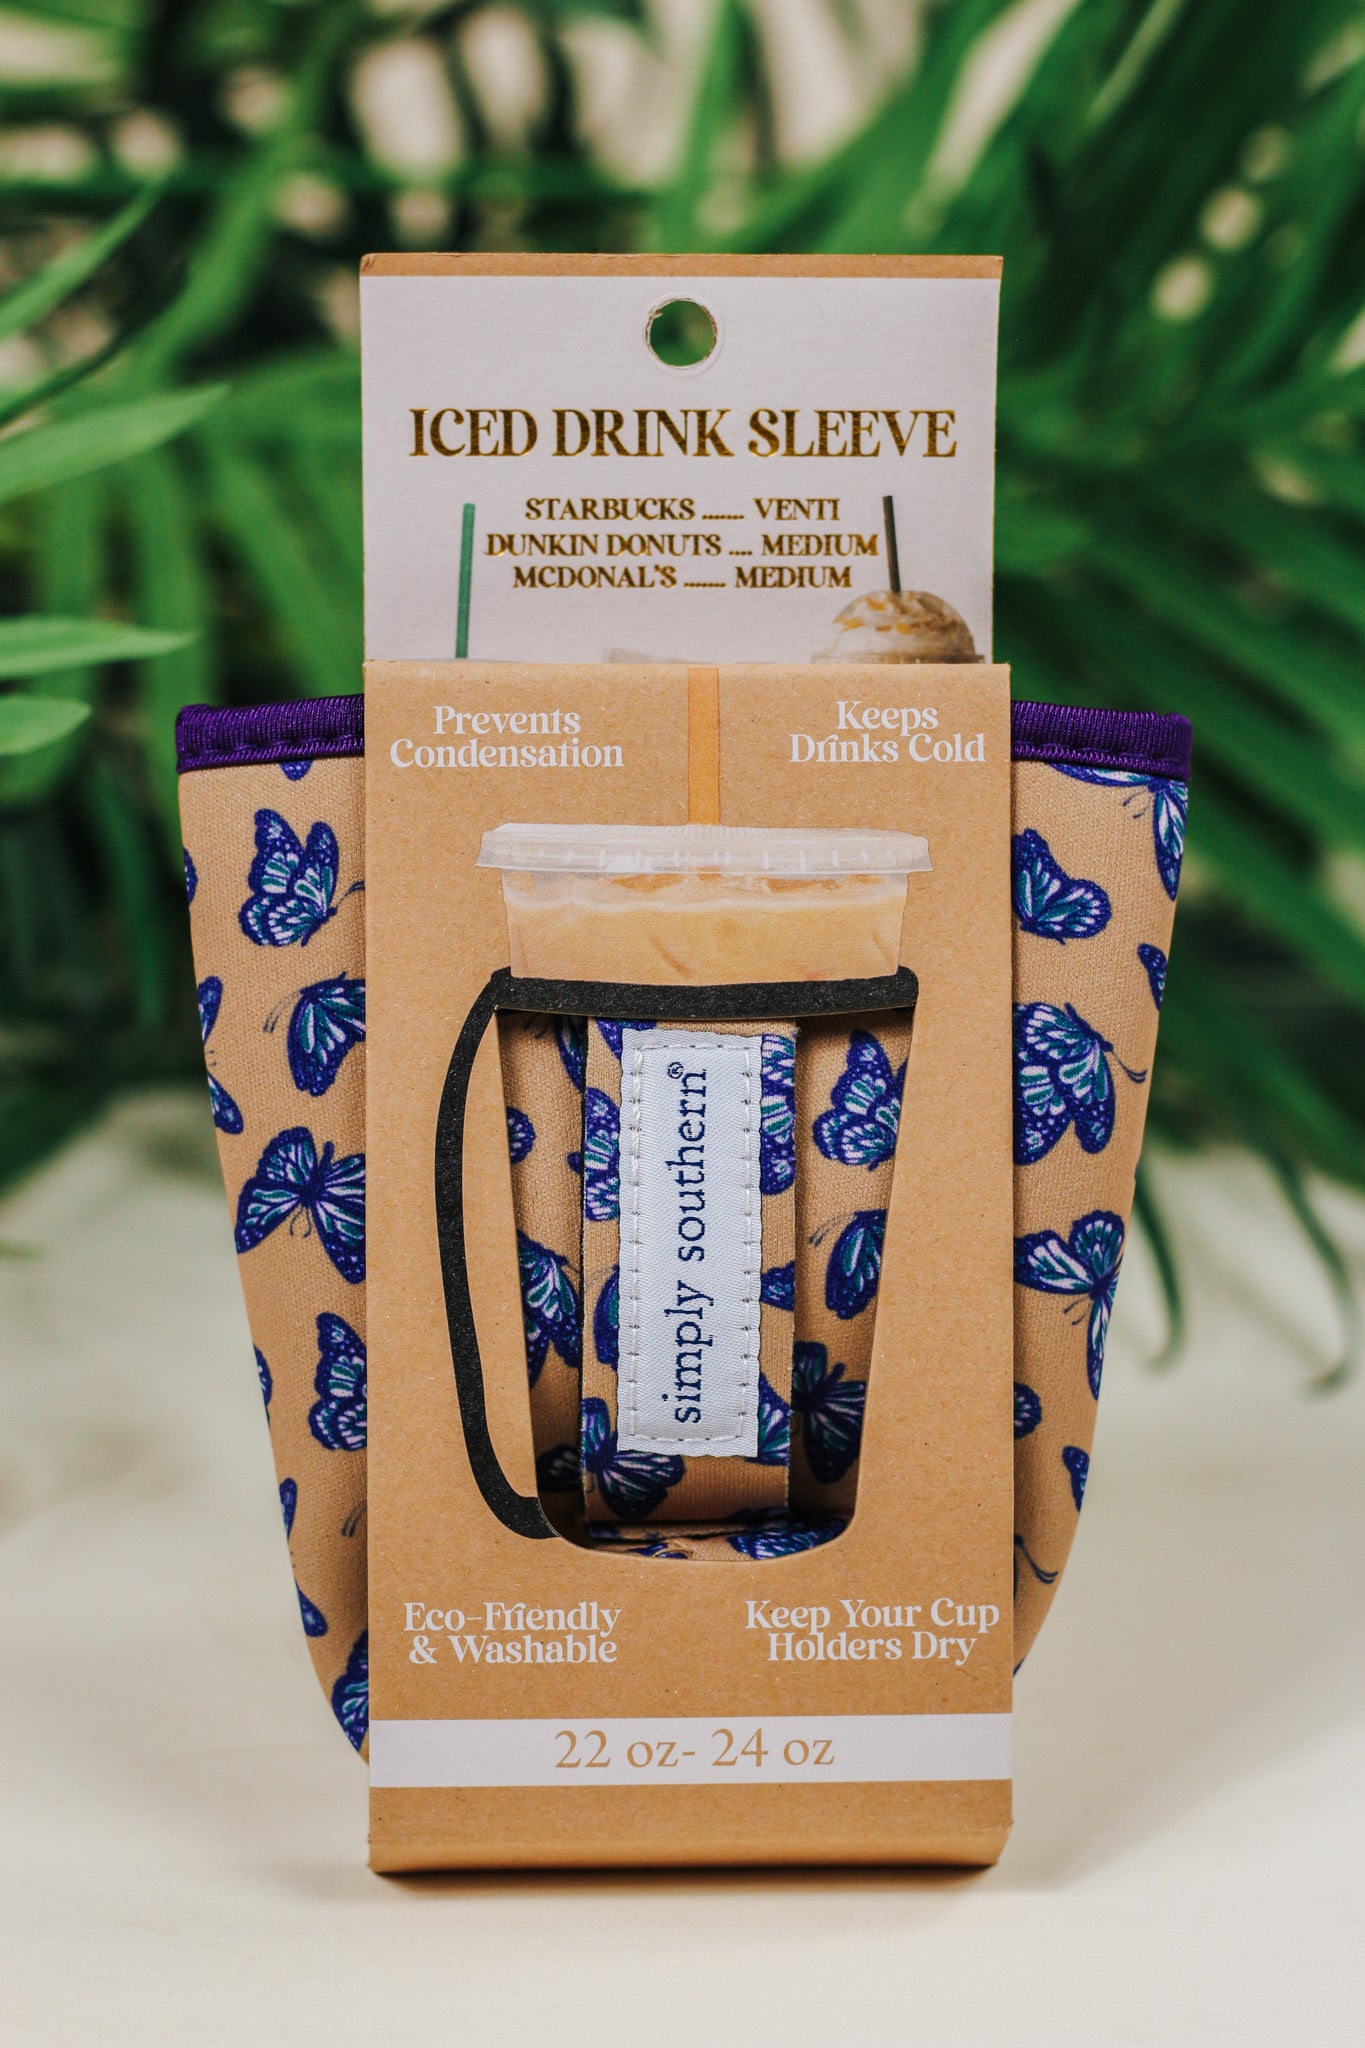 ICED DRINK SLEEVE
STARBUCKS ....... VENTI
DUNKIN DONUTS .... MEDIUM
MCDONAL'S ....... MEDIUM
Prevents
Condensation
Keeps
Drinks Cold
simply southern®
Eco-Friendly
& Washable
Keep Your Cup
Holders Dry
22 oz- 24 oz